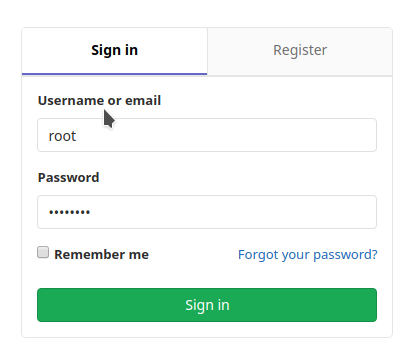 Sign in Register
Username or email
root
Password
••••••••
Remember me Forgot your password?
Sign in